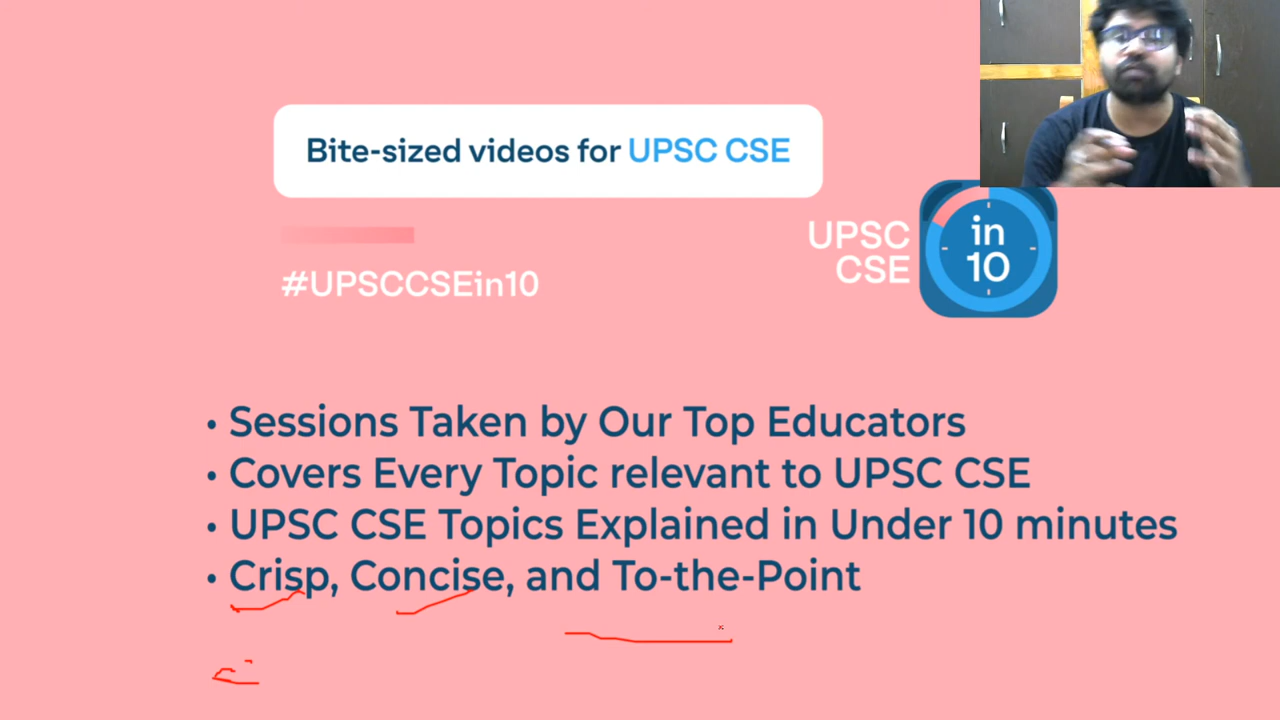 Bite-sized videos for UPSC CSE
#UPSCCSEin10
UPSC
CSE
in
10
• Sessions Taken by Our Top Educators
• Covers Every Topic relevant to UPSC CSE
• UPSC CSE Topics Explained in Under 10 minutes
• Crisp, Concise, and To-the-Point